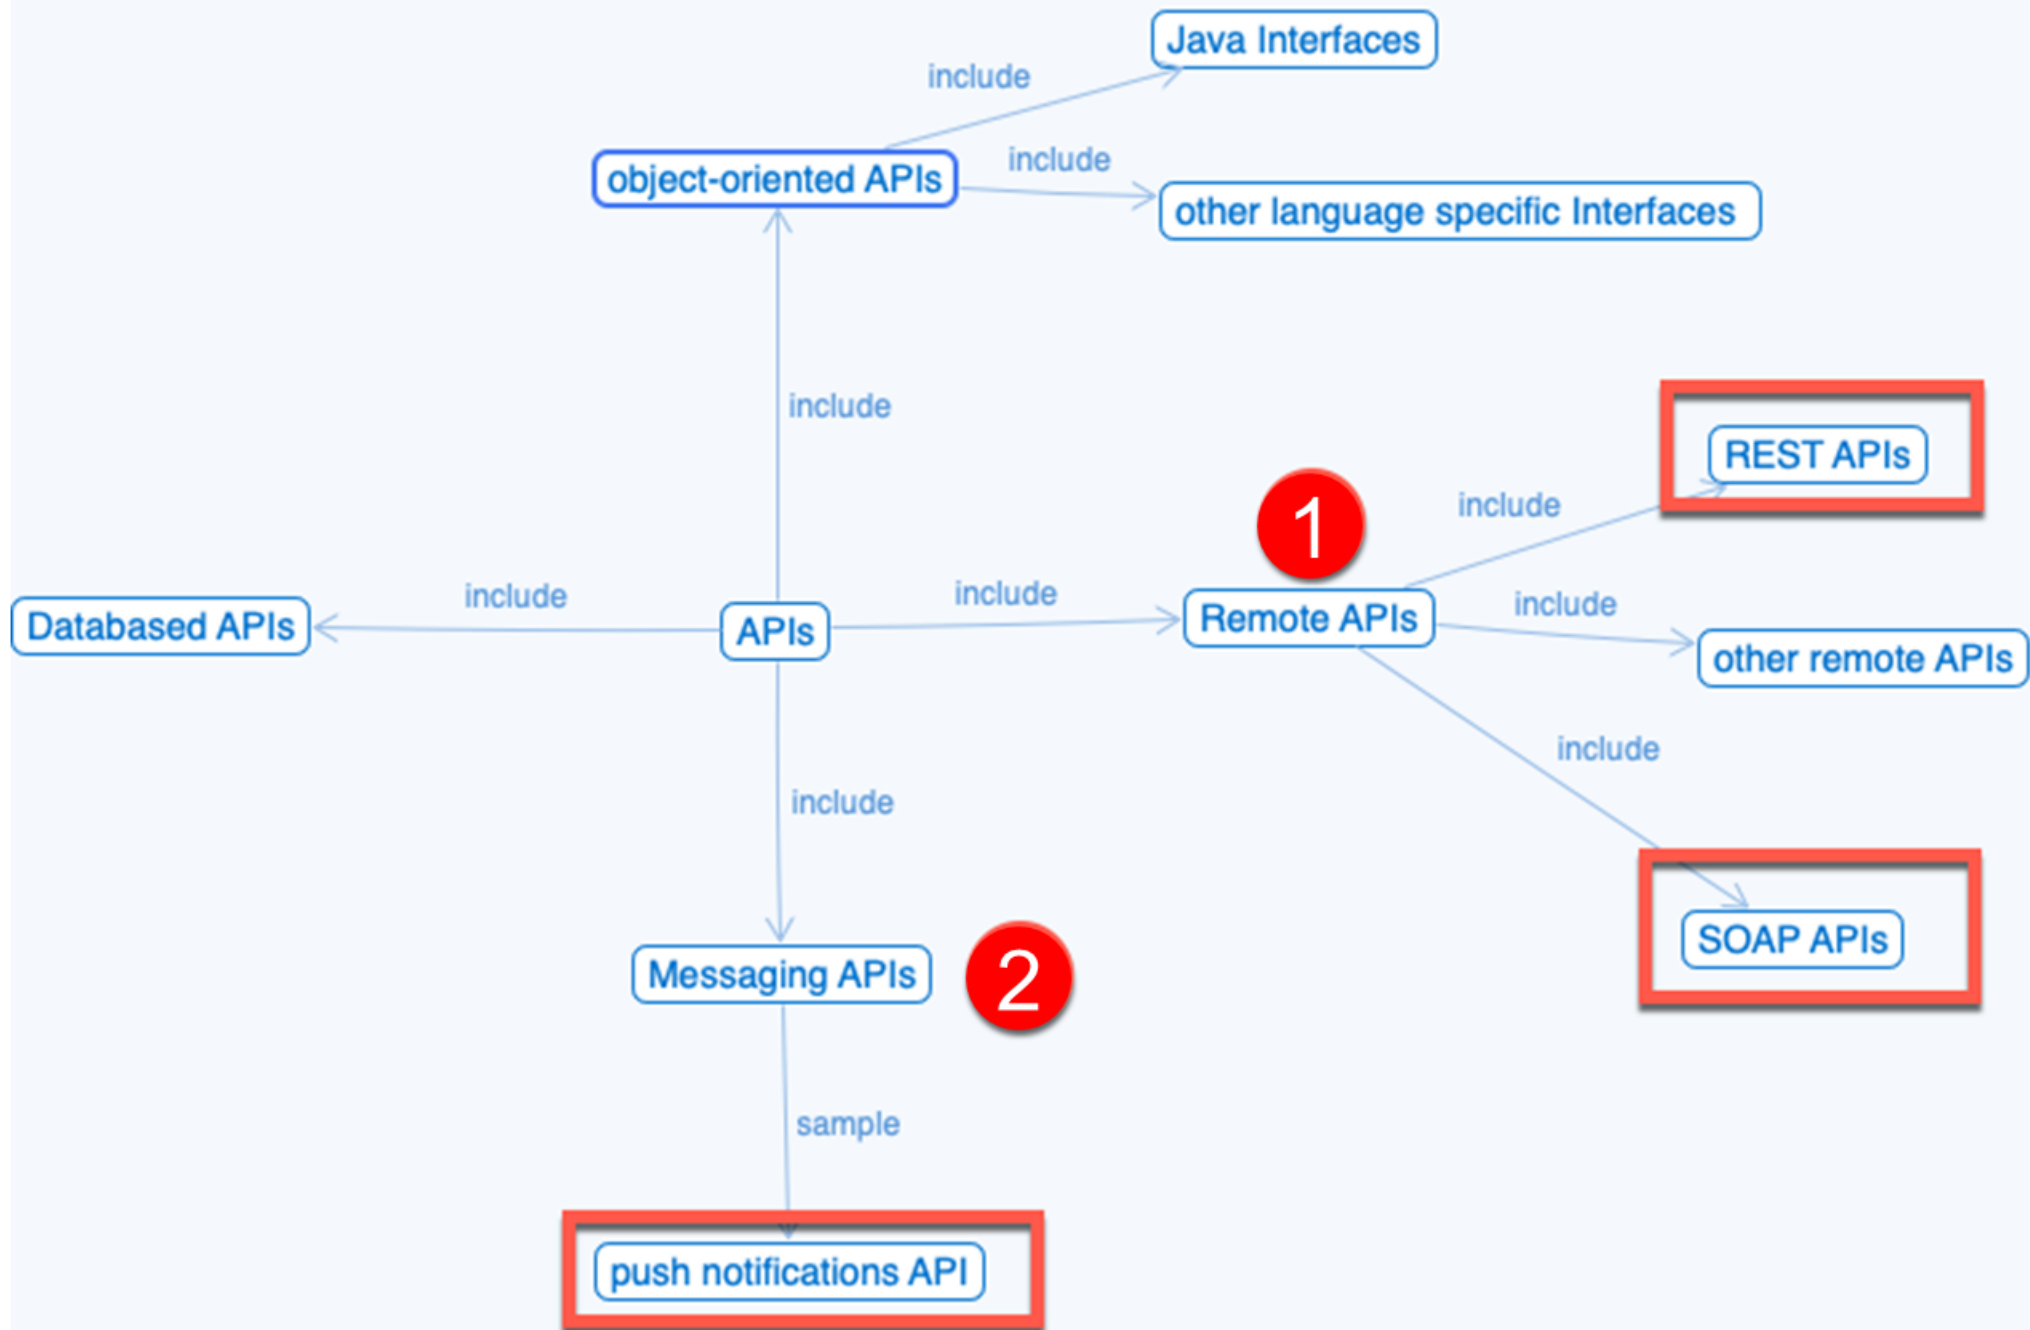 Java Interfaces
include
object-oriented APIs
include
other language specific Interfaces
include
REST APIs
1
include
Databased APIs
include
APIs
include
Remote APIs
include
other remote APIs
include
include
SOAP APIs
Messaging APIs
2
sample
push notifications API